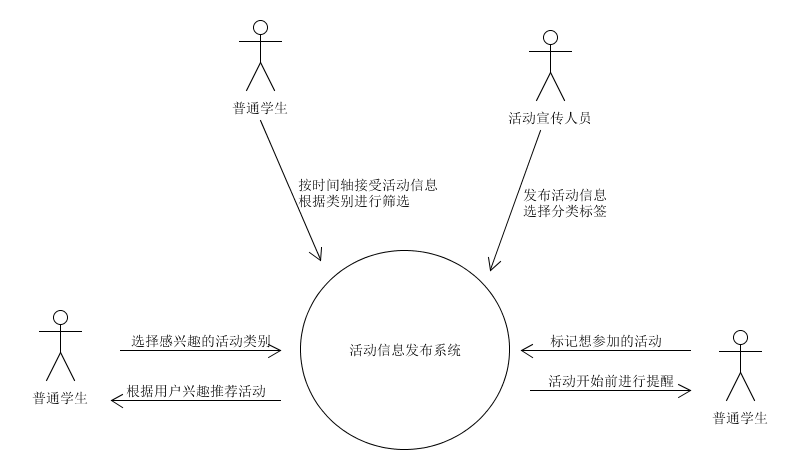 普通学生
活动宣传人员
按时间轴接受活动信息
根据类别进行筛选
发布活动信息
选择分类标签
选择感兴趣的活动类别
活动信息发布系统
标记想参加的活动
根据用户兴趣推荐活动
活动开始前进行提醒
普通学生
普通学生